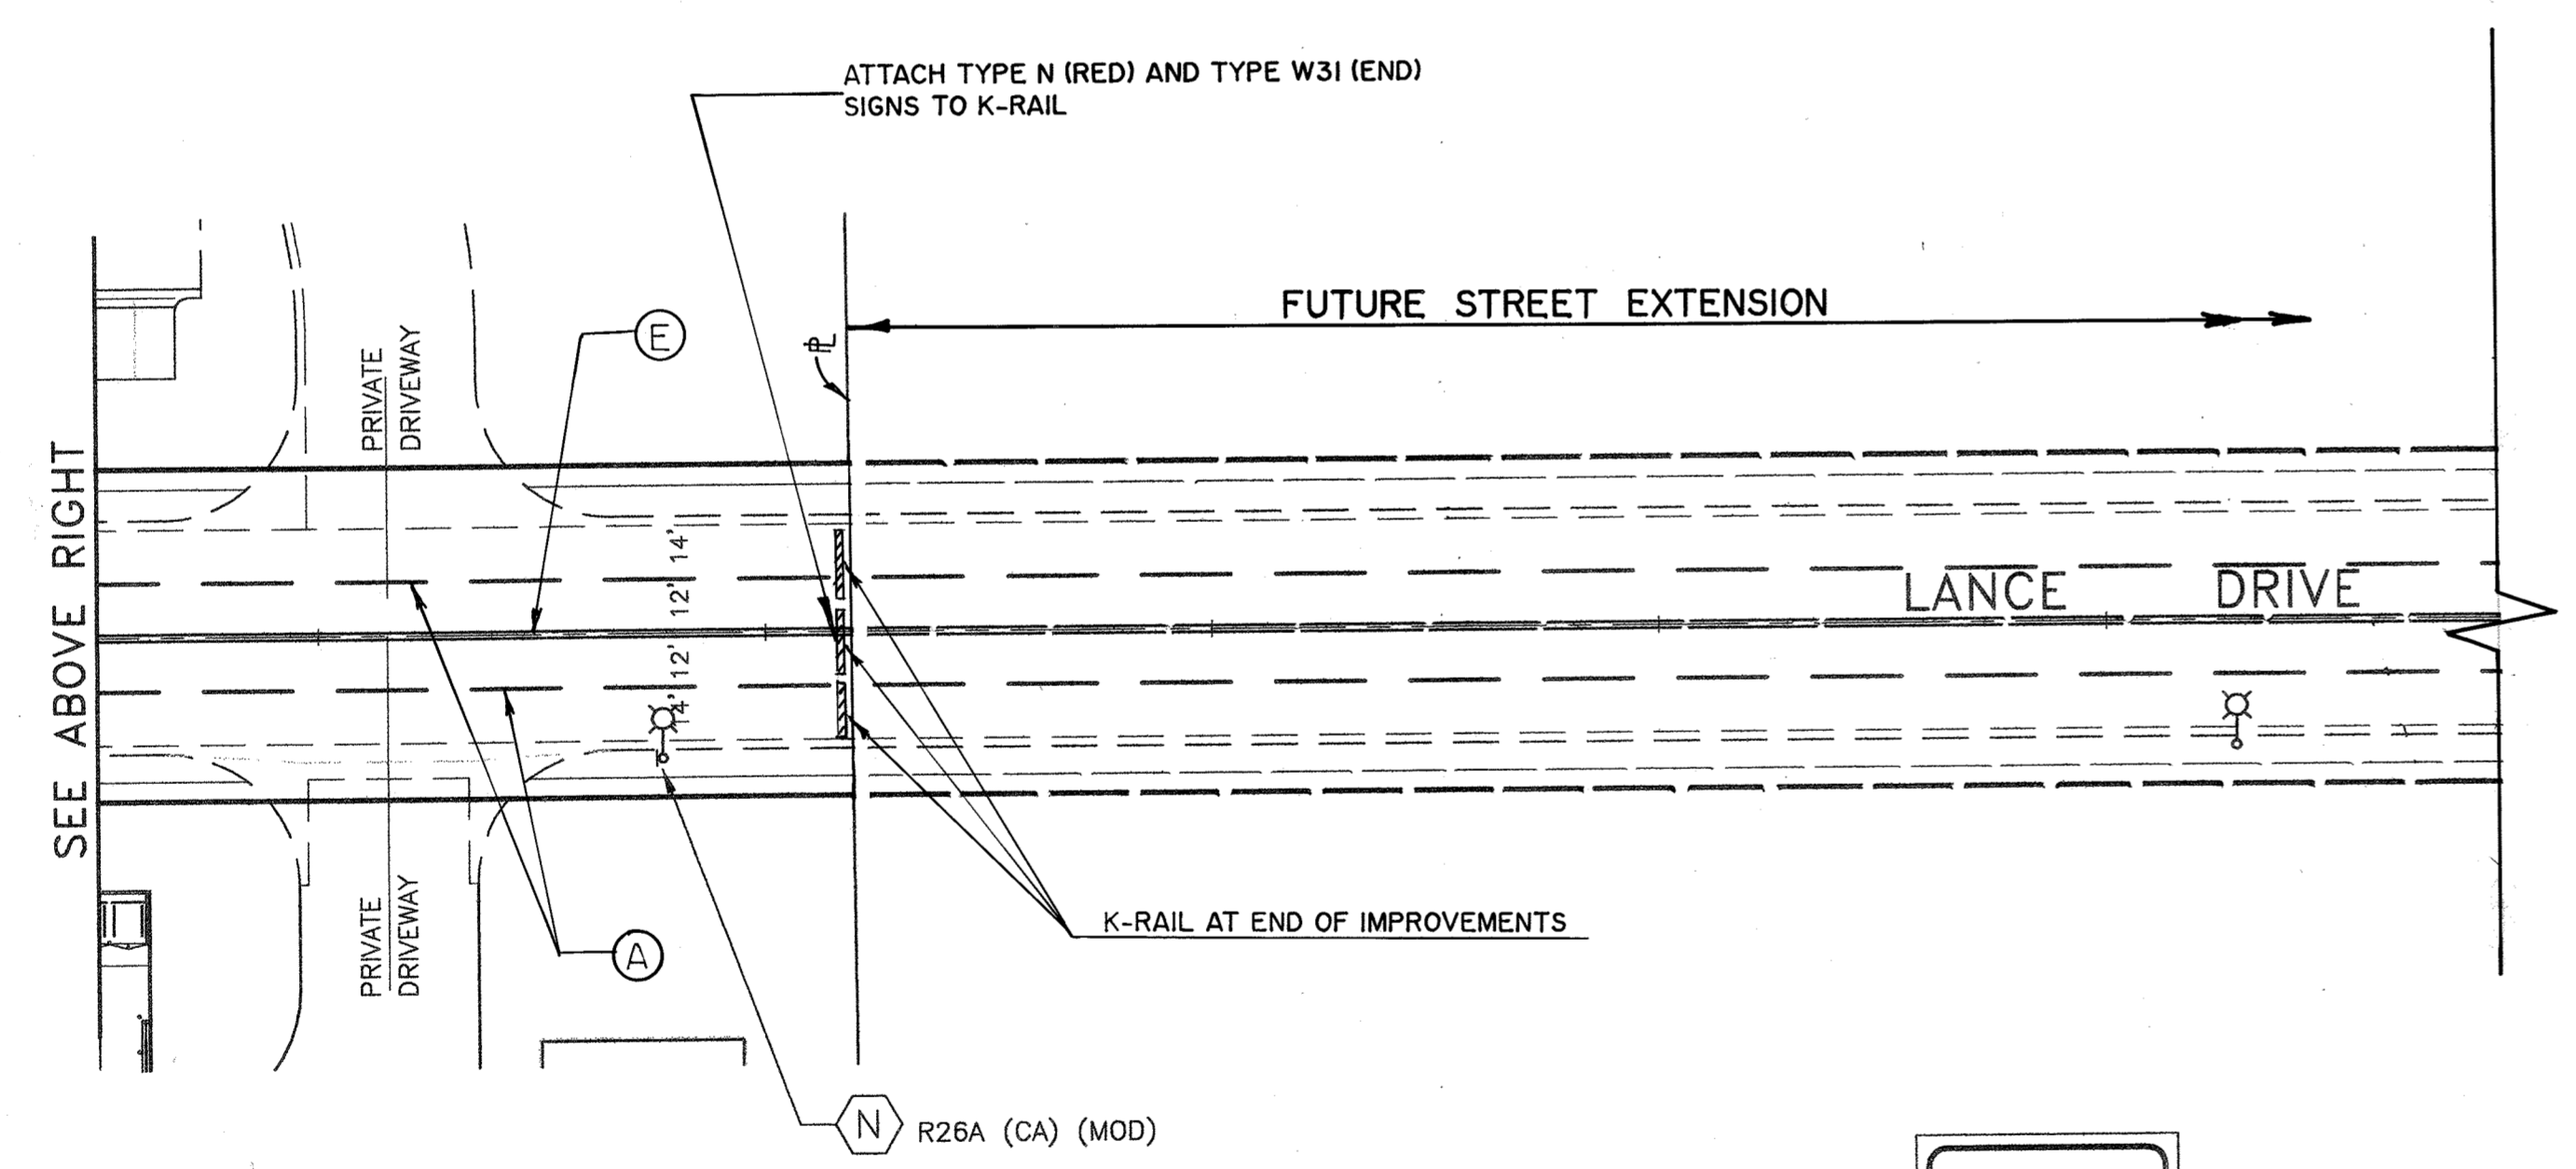 ATTACH TYPE N (RED) AND TYPE W31 (END)
SIGNS TO K-RAIL
FUTURE STREET EXTENSION
E
PL
PRIVATE
DRIVEWAY
SEE ABOVE RIGHT
14'
12'
12'
14'
LANCE DRIVE
K-RAIL AT END OF IMPROVEMENTS
PRIVATE
DRIVEWAY
A
N R26A (CA) (MOD)